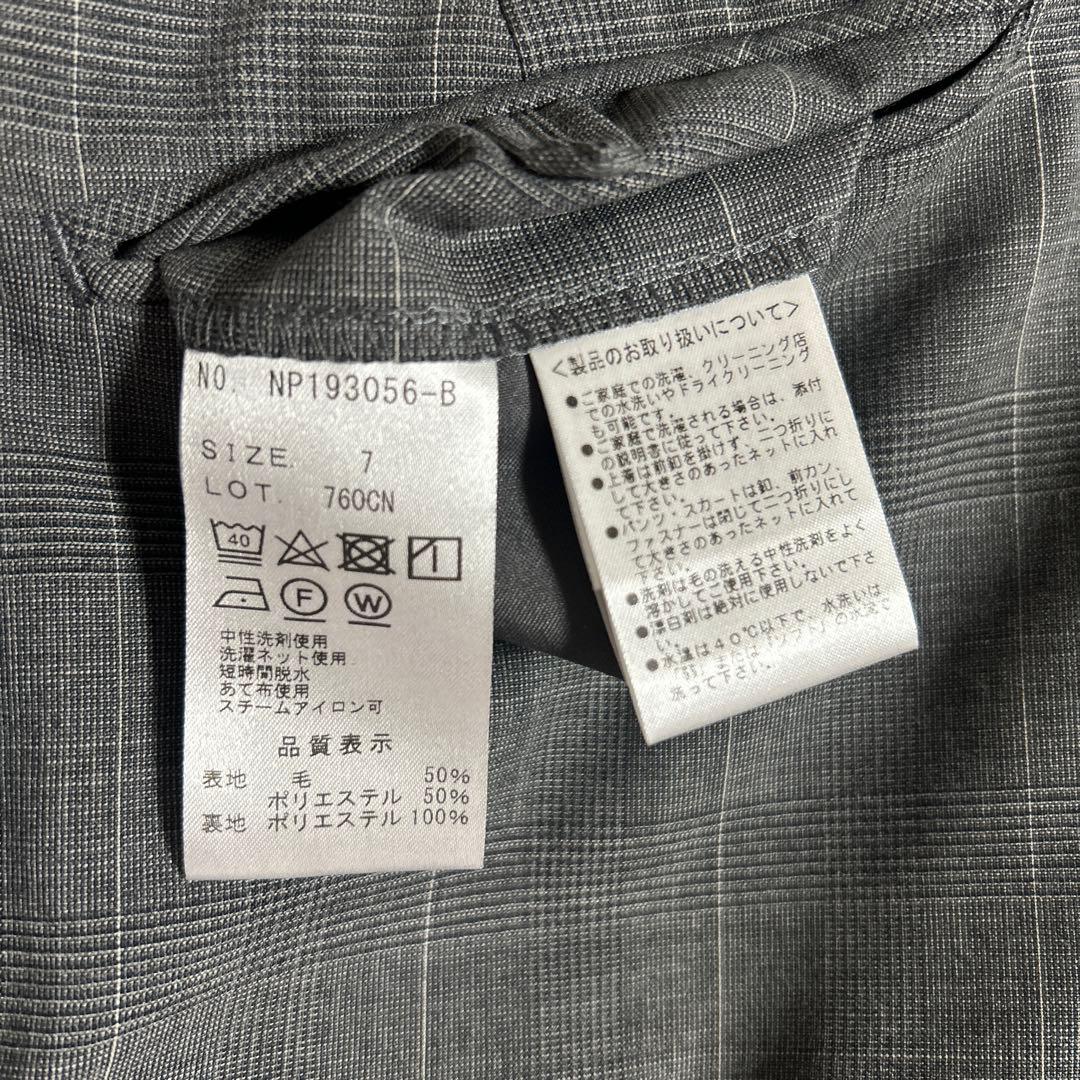 NO. NP193056-B
SIZE. 7
LOT. 760CN
40
F W
中性洗剤使用
洗濯ネット使用
短時間脱水
あて布使用
スチームアイロン可
品質表示
表地 毛 50%
ポリエステル 50%
裏地 ポリエステル 100%
<製品のお取り扱いについて>
●ご家庭での洗濯、クリーニング店
での水洗いやドライクリーニング
も可能です。
●ご家庭で洗濯される場合は、添付
の説明書に従って下さい。
●上着は前釦を掛けず、二つ折りに
して大きさのあったネットに入れ
て下さい。
●パンツ・スカートは釦、前カン、
ファスナーは閉じて二つ折りにし
て大きさのあったネットに入れて
下さい。
●洗剤は毛の洗える中性洗剤をよく
溶かしてご使用下さい。
●漂白剤は絶対に使用しないで下さ
い。
●水温は40℃以下で、水洗いは
「弱」または「ソフト」の水流で
洗って下さい。